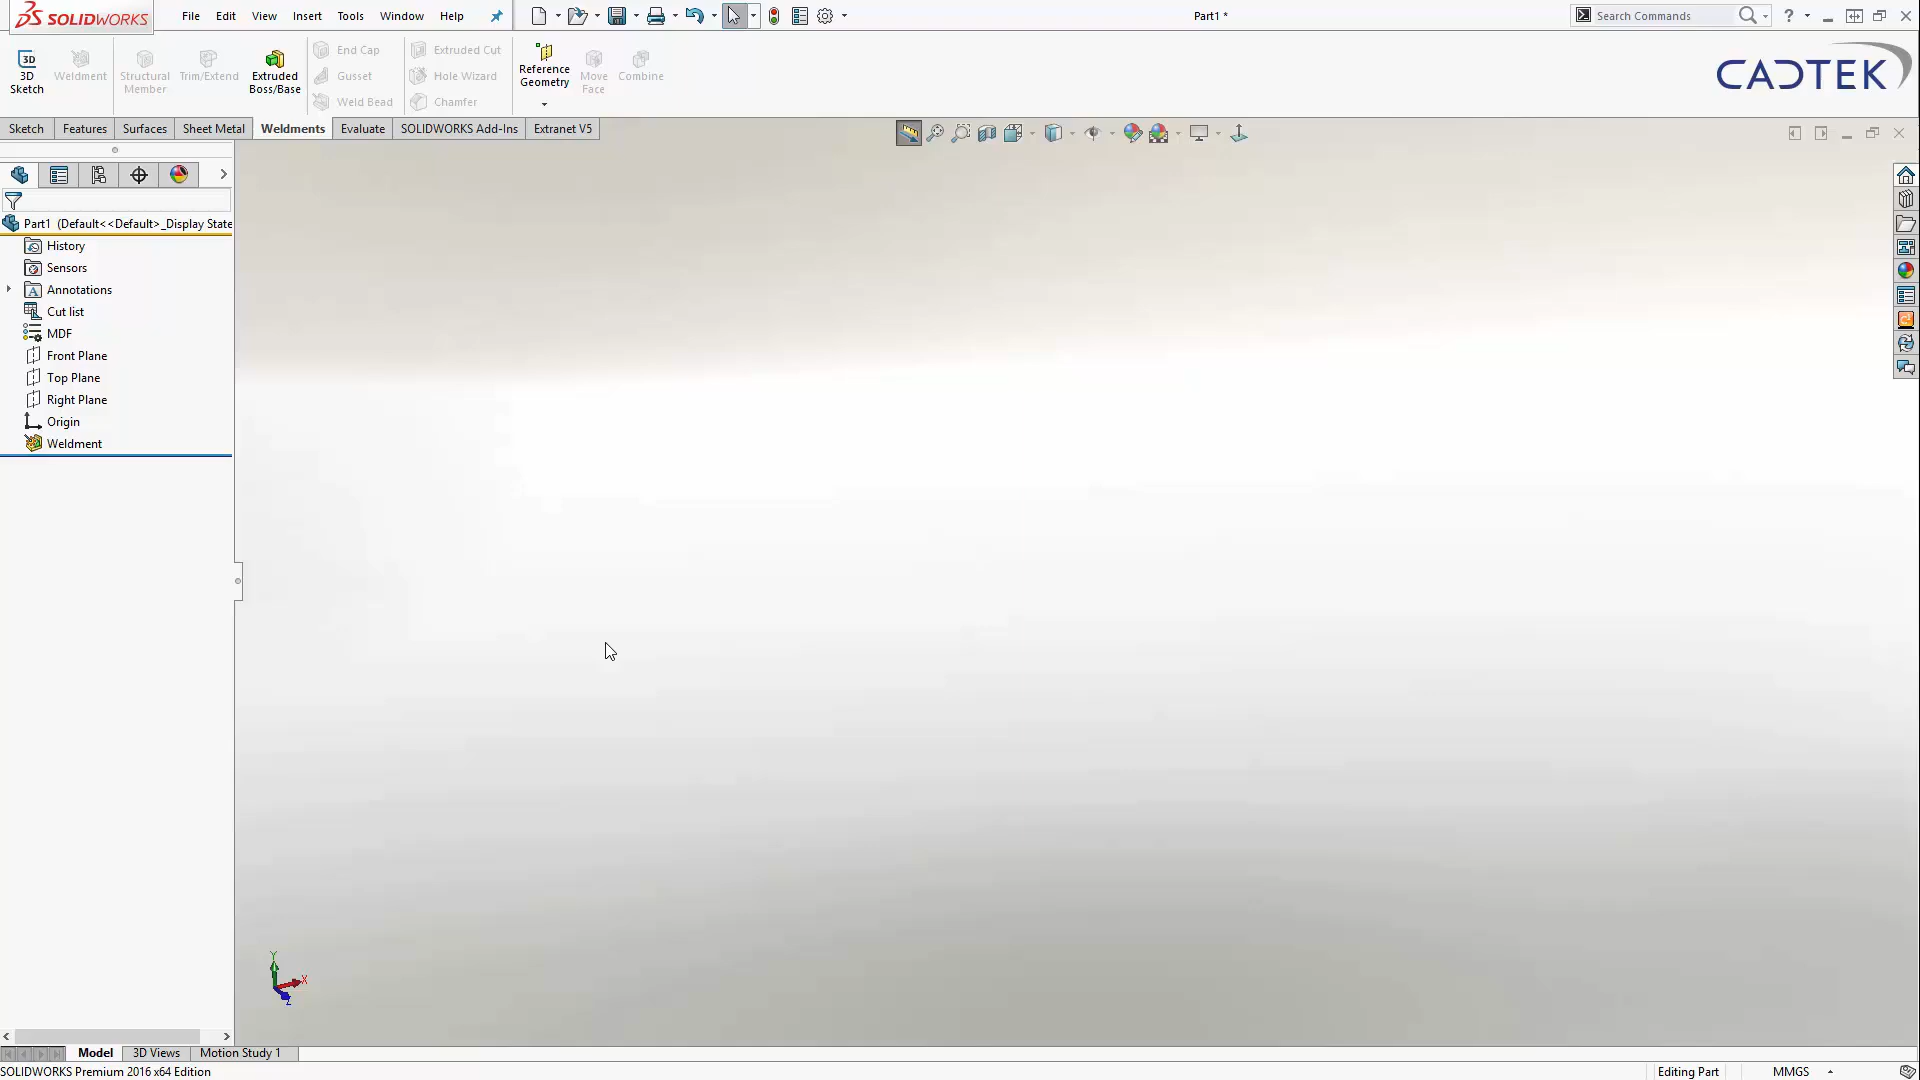 SOLIDWORKS
File Edit View Insert Tools Window Help
Part1 *
Search Commands
3D Sketch
Weldment
Structural Member
Trim/Extend
Extruded Boss/Base
End Cap
Gusset
Weld Bead
Extruded Cut
Hole Wizard
Chamfer
Reference Geometry
Move Face
Combine
CADTEK
Sketch Features Surfaces Sheet Metal Weldments Evaluate SOLIDWORKS Add-Ins Extranet V5
Part1 (Default<<Default>_Display State
History
Sensors
Annotations
Cut list
MDF
Front Plane
Top Plane
Right Plane
Origin
Weldment
Y
X
Z
Model 3D Views Motion Study 1
SOLIDWORKS Premium 2016 x64 Edition
Editing Part MMGS